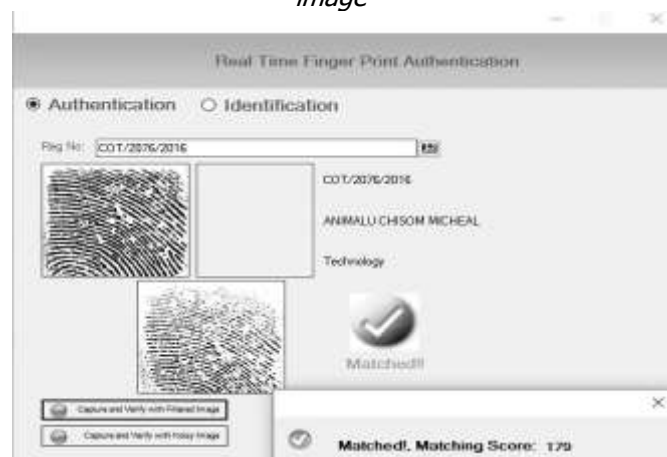 image
Real Time Finger Print Authentication
Authentication Identification
Reg No: COT/2076/2016
COT/2076/2016
ANIMALU CHISOM MICHEAL
Technology
Matched!!
Capture and Verify with Filtered Image
Capture and Verify with Noisy Image
Matched!, Matching Score: 179